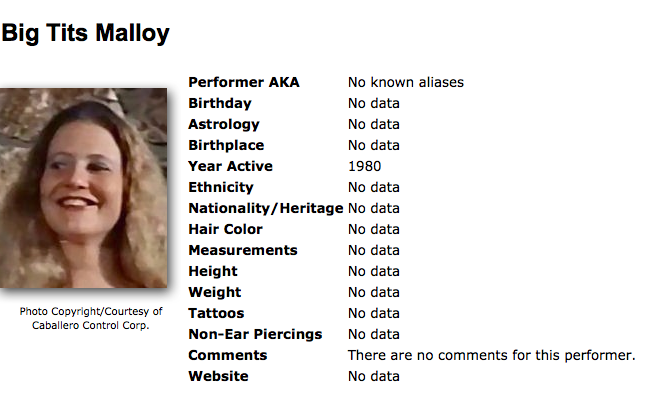 Big Tits Malloy
Performer AKA No known aliases
Birthday No data
Astrology No data
Birthplace No data
Year Active 1980
Ethnicity No data
Nationality/Heritage No data
Hair Color No data
Measurements No data
Height No data
Weight No data
Tattoos No data
Non-Ear Piercings No data
Comments There are no comments for this performer.
Website No data
Photo Copyright/Courtesy of
Caballero Control Corp.